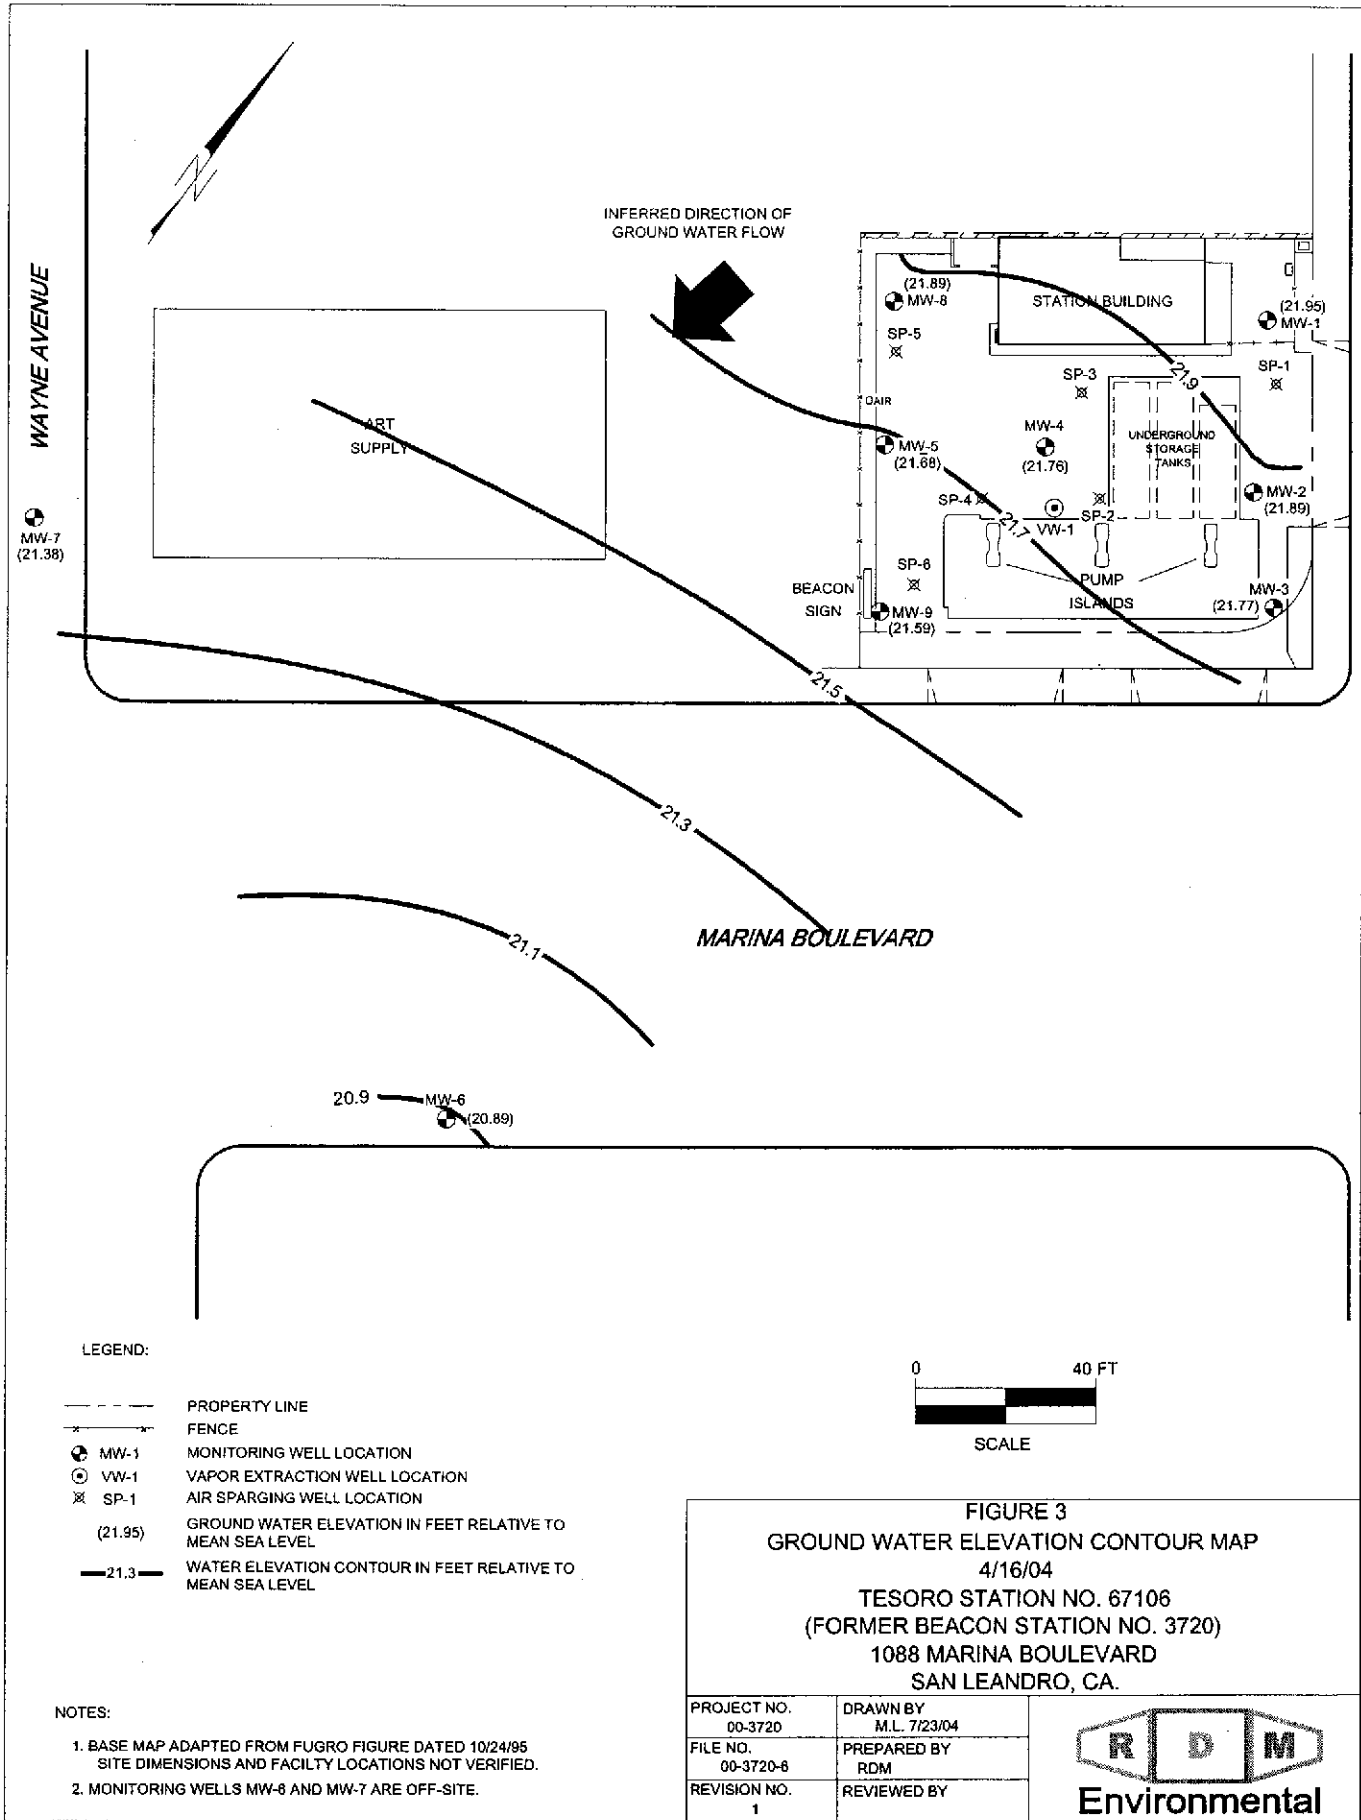 INFERRED DIRECTION OF
GROUND WATER FLOW
WAYNE AVENUE
(21.89)
MW-8
STATION BUILDING
(21.95)
MW-1
SP-5
SP-3
SP-1
21.9
AIR
ART
SUPPLY
MW-5
(21.68)
MW-4
(21.76)
UNDERGROUND
STORAGE
TANKS
MW-7
(21.38)
SP-4
VW-1
SP-2
MW-2
(21.89)
21.7
SP-6
BEACON
SIGN
MW-9
(21.59)
PUMP
ISLANDS
MW-3
(21.77)
21.5
21.3
MARINA BOULEVARD
21.1
20.9
MW-6
(20.89)
LEGEND:
PROPERTY LINE
FENCE
MW-1 MONITORING WELL LOCATION
VW-1 VAPOR EXTRACTION WELL LOCATION
SP-1 AIR SPARGING WELL LOCATION
(21.95) GROUND WATER ELEVATION IN FEET RELATIVE TO
MEAN SEA LEVEL
21.3 WATER ELEVATION CONTOUR IN FEET RELATIVE TO
MEAN SEA LEVEL
0 40 FT
SCALE
NOTES:
1. BASE MAP ADAPTED FROM FUGRO FIGURE DATED 10/24/95
SITE DIMENSIONS AND FACILTY LOCATIONS NOT VERIFIED.
2. MONITORING WELLS MW-6 AND MW-7 ARE OFF-SITE.
FIGURE 3
GROUND WATER ELEVATION CONTOUR MAP
4/16/04
TESORO STATION NO. 67106
(FORMER BEACON STATION NO. 3720)
1088 MARINA BOULEVARD
SAN LEANDRO, CA.
PROJECT NO.
00-3720
DRAWN BY
M.L. 7/23/04
FILE NO.
00-3720-6
PREPARED BY
RDM
REVISION NO.
1
REVIEWED BY
R D M
Environmental